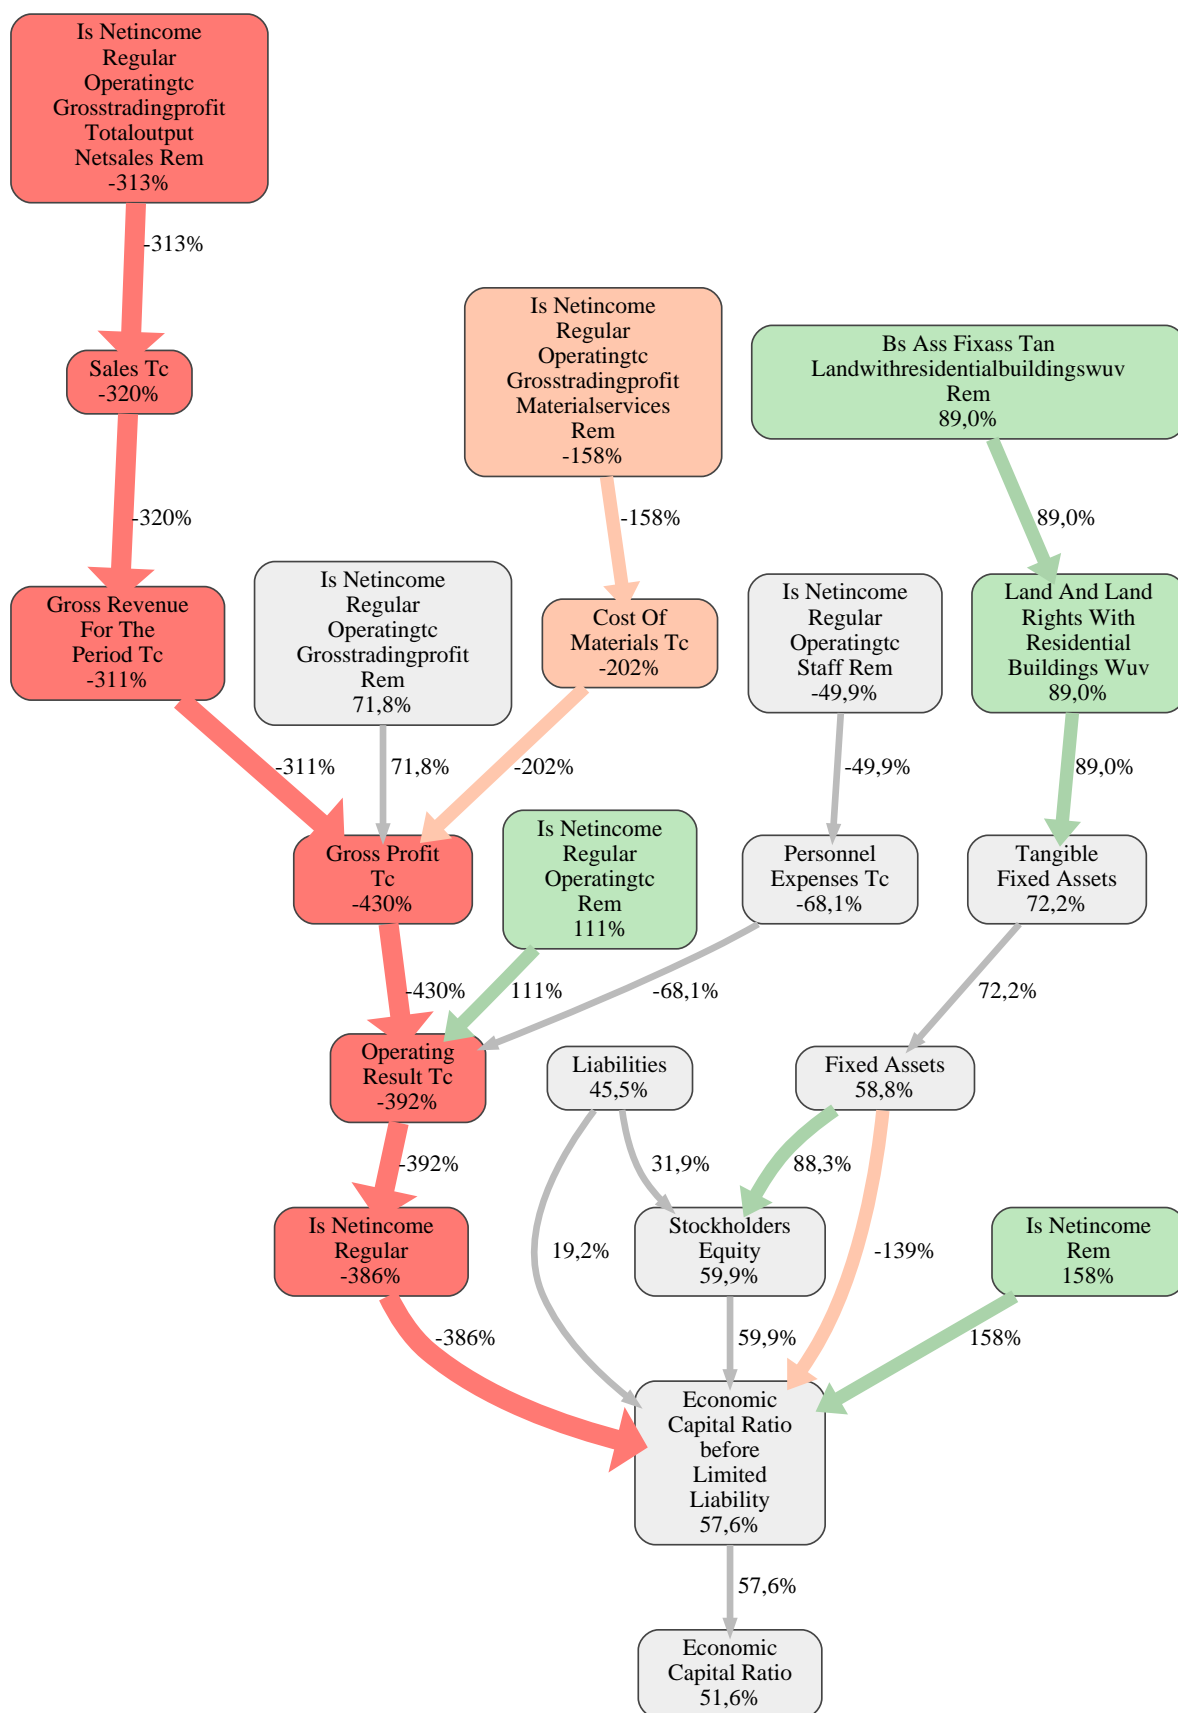 Is Netincome
Regular
Operatingtc
Grosstradingprofit
Totaloutput
Netsales Rem
-313%
-313%
Is Netincome
Regular
Operatingtc
Grosstradingprofit
Materialservices
Rem
-158%
Bs Ass Fixass Tan
Landwithresidentialbuildingswuv
Rem
89,0%
Sales Tc
-320%
-320%
-158%
89,0%
Gross Revenue
For The
Period Tc
-311%
Is Netincome
Regular
Operatingtc
Grosstradingprofit
Rem
71,8%
Cost Of
Materials Tc
-202%
Is Netincome
Regular
Operatingtc
Staff Rem
-49,9%
Land And Land
Rights With
Residential
Buildings Wuv
89,0%
-311%
71,8%
-202%
-49,9%
89,0%
Gross Profit
Tc
-430%
Is Netincome
Regular
Operatingtc
Rem
111%
Personnel
Expenses Tc
-68,1%
Tangible
Fixed Assets
72,2%
-430%
111%
-68,1%
72,2%
Operating
Result Tc
-392%
Liabilities
45,5%
Fixed Assets
58,8%
-392%
31,9%
88,3%
Is Netincome
Regular
-386%
19,2%
Stockholders
Equity
59,9%
-139%
Is Netincome
Rem
158%
-386%
59,9%
158%
Economic
Capital Ratio
before
Limited
Liability
57,6%
57,6%
Economic
Capital Ratio
51,6%